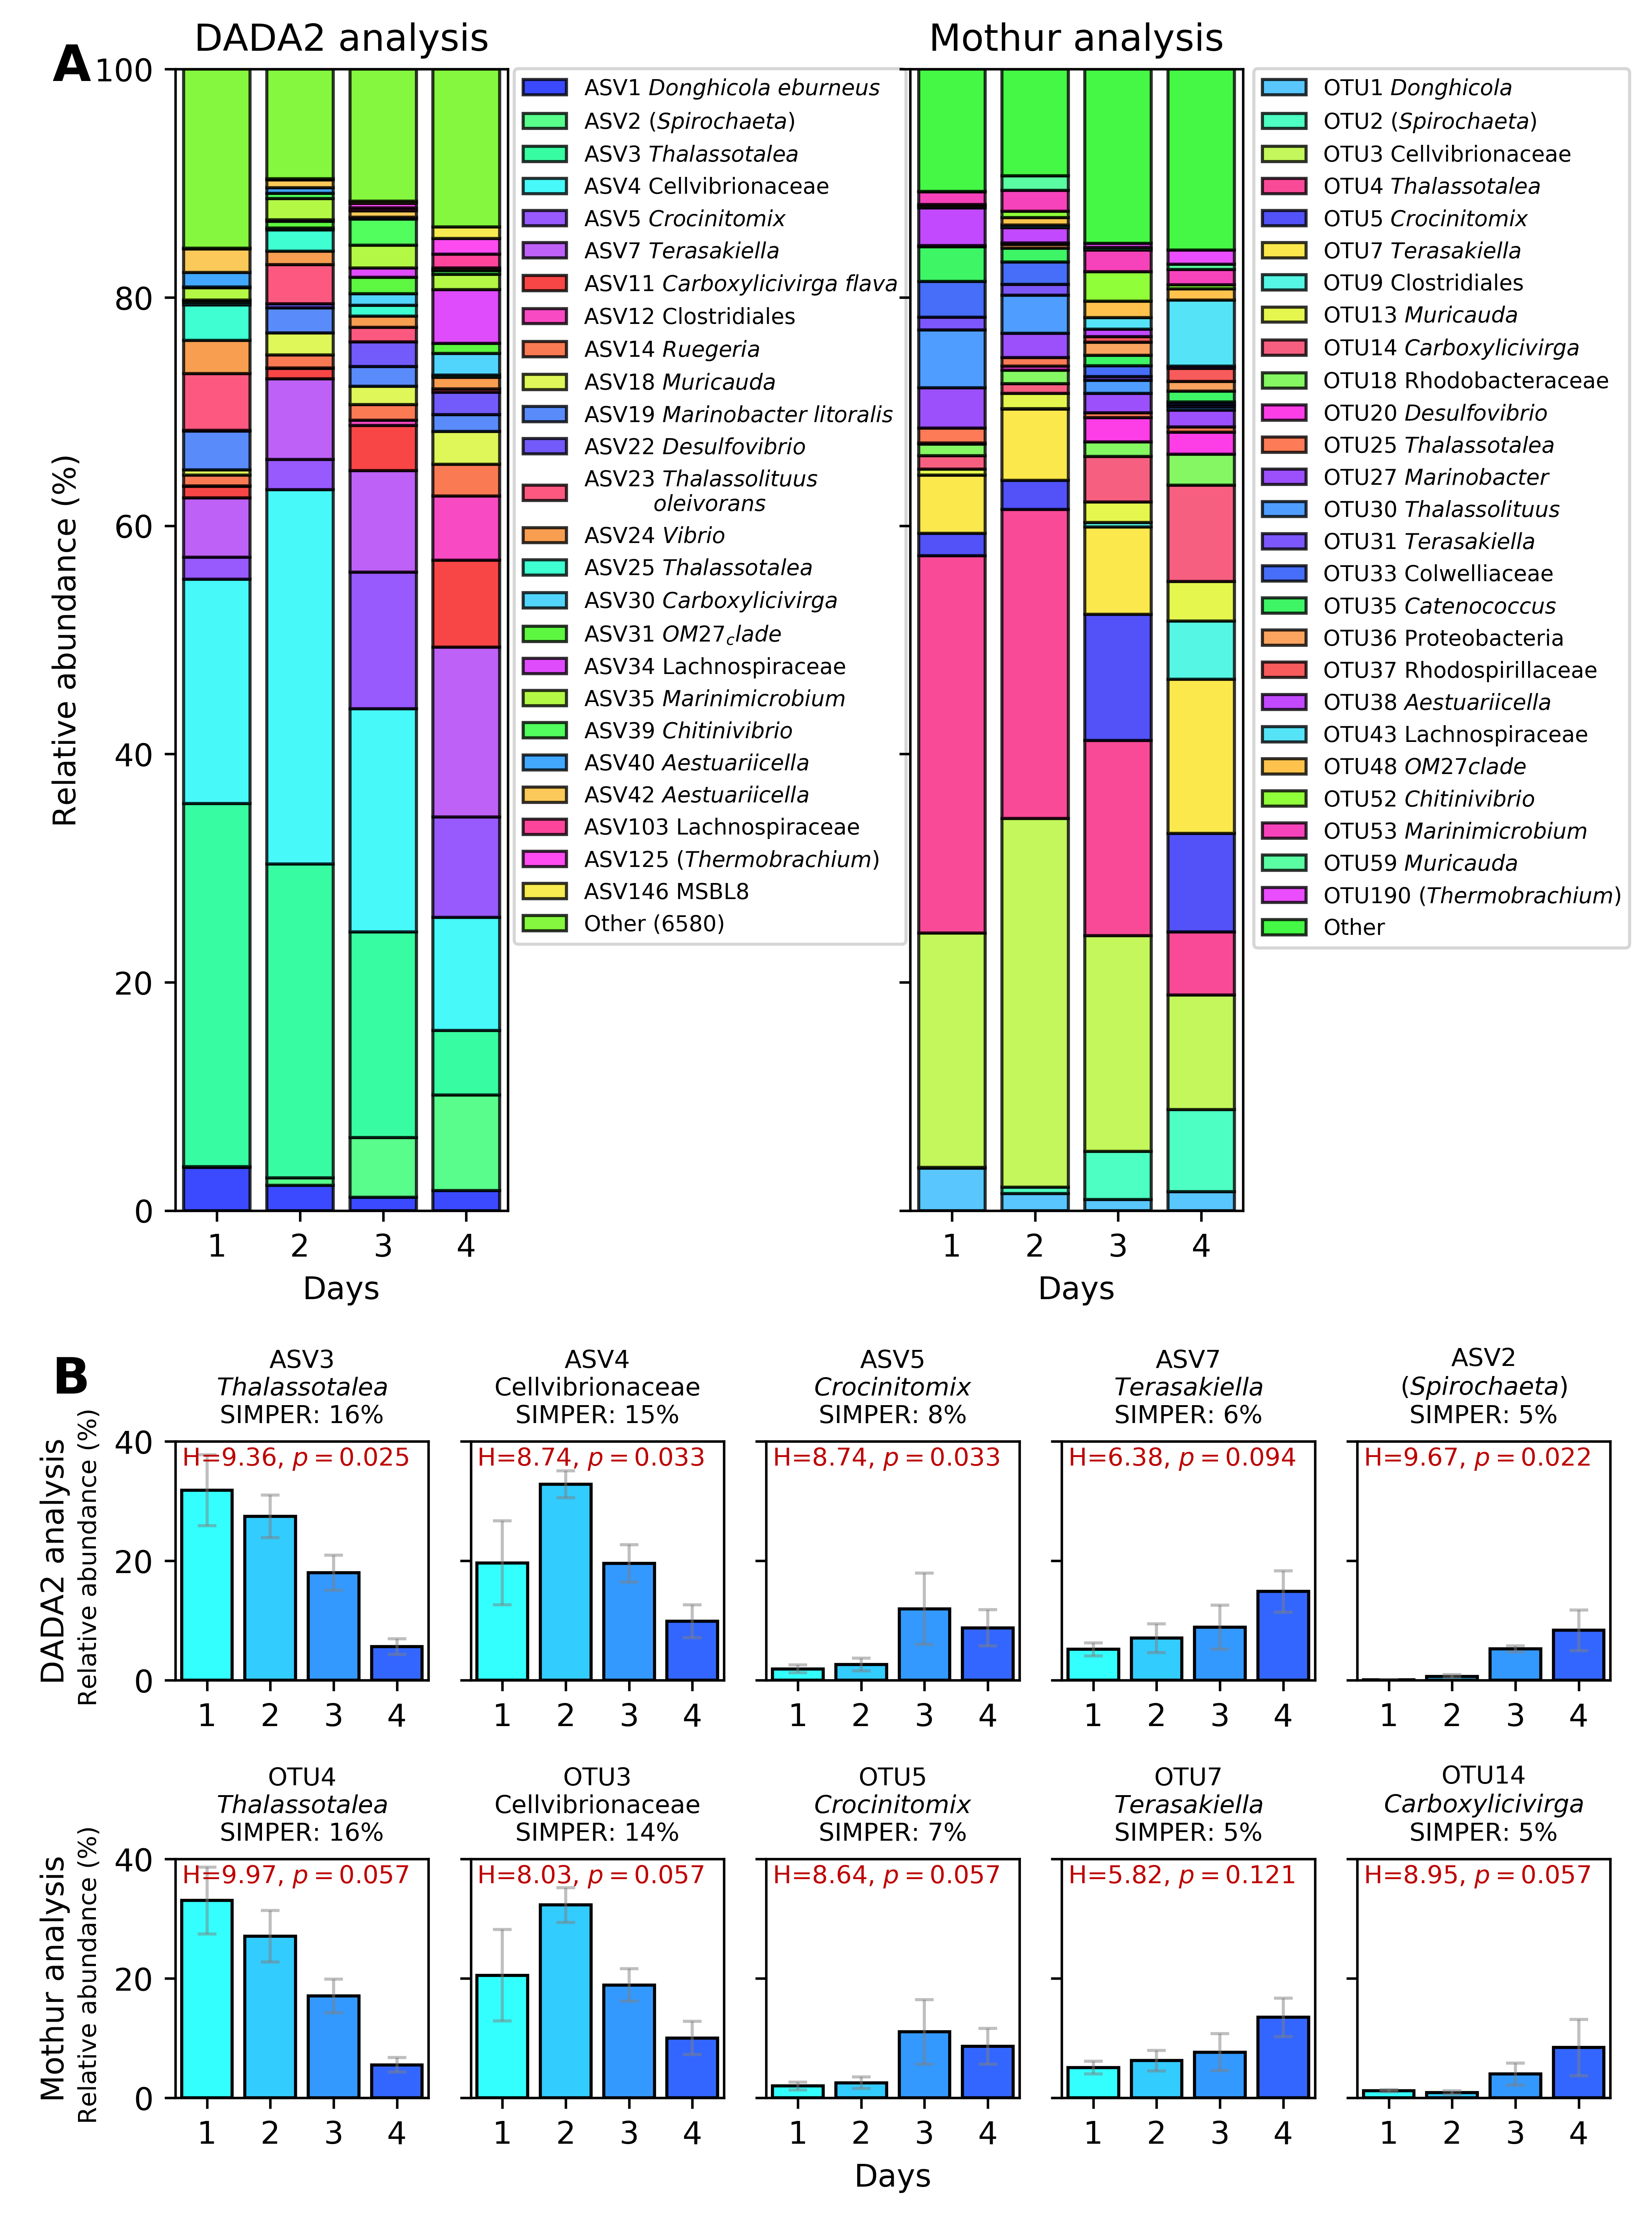 A
DADA2 analysis
Relative abundance (%)
100
80
60
40
20
0
1 2 3 4
Days
ASV1 Donghicola eburneus
ASV2 (Spirochaeta)
ASV3 Thalassotalea
ASV4 Cellvibrionaceae
ASV5 Crocinitomix
ASV7 Terasakiella
ASV11 Carboxylicivirga flava
ASV12 Clostridiales
ASV14 Ruegeria
ASV18 Muricauda
ASV19 Marinobacter litoralis
ASV22 Desulfovibrio
ASV23 Thalassolituus
oleivorans
ASV24 Vibrio
ASV25 Thalassotalea
ASV30 Carboxylicivirga
ASV31 OM27clade
ASV34 Lachnospiraceae
ASV35 Marinimicrobium
ASV39 Chitinivibrio
ASV40 Aestuariicella
ASV42 Aestuariicella
ASV103 Lachnospiraceae
ASV125 (Thermobrachium)
ASV146 MSBL8
Other (6580)
Mothur analysis
1 2 3 4
Days
OTU1 Donghicola
OTU2 (Spirochaeta)
OTU3 Cellvibrionaceae
OTU4 Thalassotalea
OTU5 Crocinitomix
OTU7 Terasakiella
OTU9 Clostridiales
OTU13 Muricauda
OTU14 Carboxylicivirga
OTU18 Rhodobacteraceae
OTU20 Desulfovibrio
OTU25 Thalassotalea
OTU27 Marinobacter
OTU30 Thalassolituus
OTU31 Terasakiella
OTU33 Colwelliaceae
OTU35 Catenococcus
OTU36 Proteobacteria
OTU37 Rhodospirillaceae
OTU38 Aestuariicella
OTU43 Lachnospiraceae
OTU48 OM27clade
OTU52 Chitinivibrio
OTU53 Marinimicrobium
OTU59 Muricauda
OTU190 (Thermobrachium)
Other
B
DADA2 analysis
Relative abundance (%)
40
20
0
ASV3
Thalassotalea
SIMPER: 16%
H=9.36, p = 0.025
1 2 3 4
ASV4
Cellvibrionaceae
SIMPER: 15%
H=8.74, p = 0.033
1 2 3 4
ASV5
Crocinitomix
SIMPER: 8%
H=8.74, p = 0.033
1 2 3 4
ASV7
Terasakiella
SIMPER: 6%
H=6.38, p = 0.094
1 2 3 4
ASV2
(Spirochaeta)
SIMPER: 5%
H=9.67, p = 0.022
1 2 3 4
Mothur analysis
Relative abundance (%)
40
20
0
OTU4
Thalassotalea
SIMPER: 16%
H=9.97, p = 0.057
1 2 3 4
OTU3
Cellvibrionaceae
SIMPER: 14%
H=8.03, p = 0.057
1 2 3 4
OTU5
Crocinitomix
SIMPER: 7%
H=8.64, p = 0.057
1 2 3 4
OTU7
Terasakiella
SIMPER: 5%
H=5.82, p = 0.121
1 2 3 4
OTU14
Carboxylicivirga
SIMPER: 5%
H=8.95, p = 0.057
1 2 3 4
Days